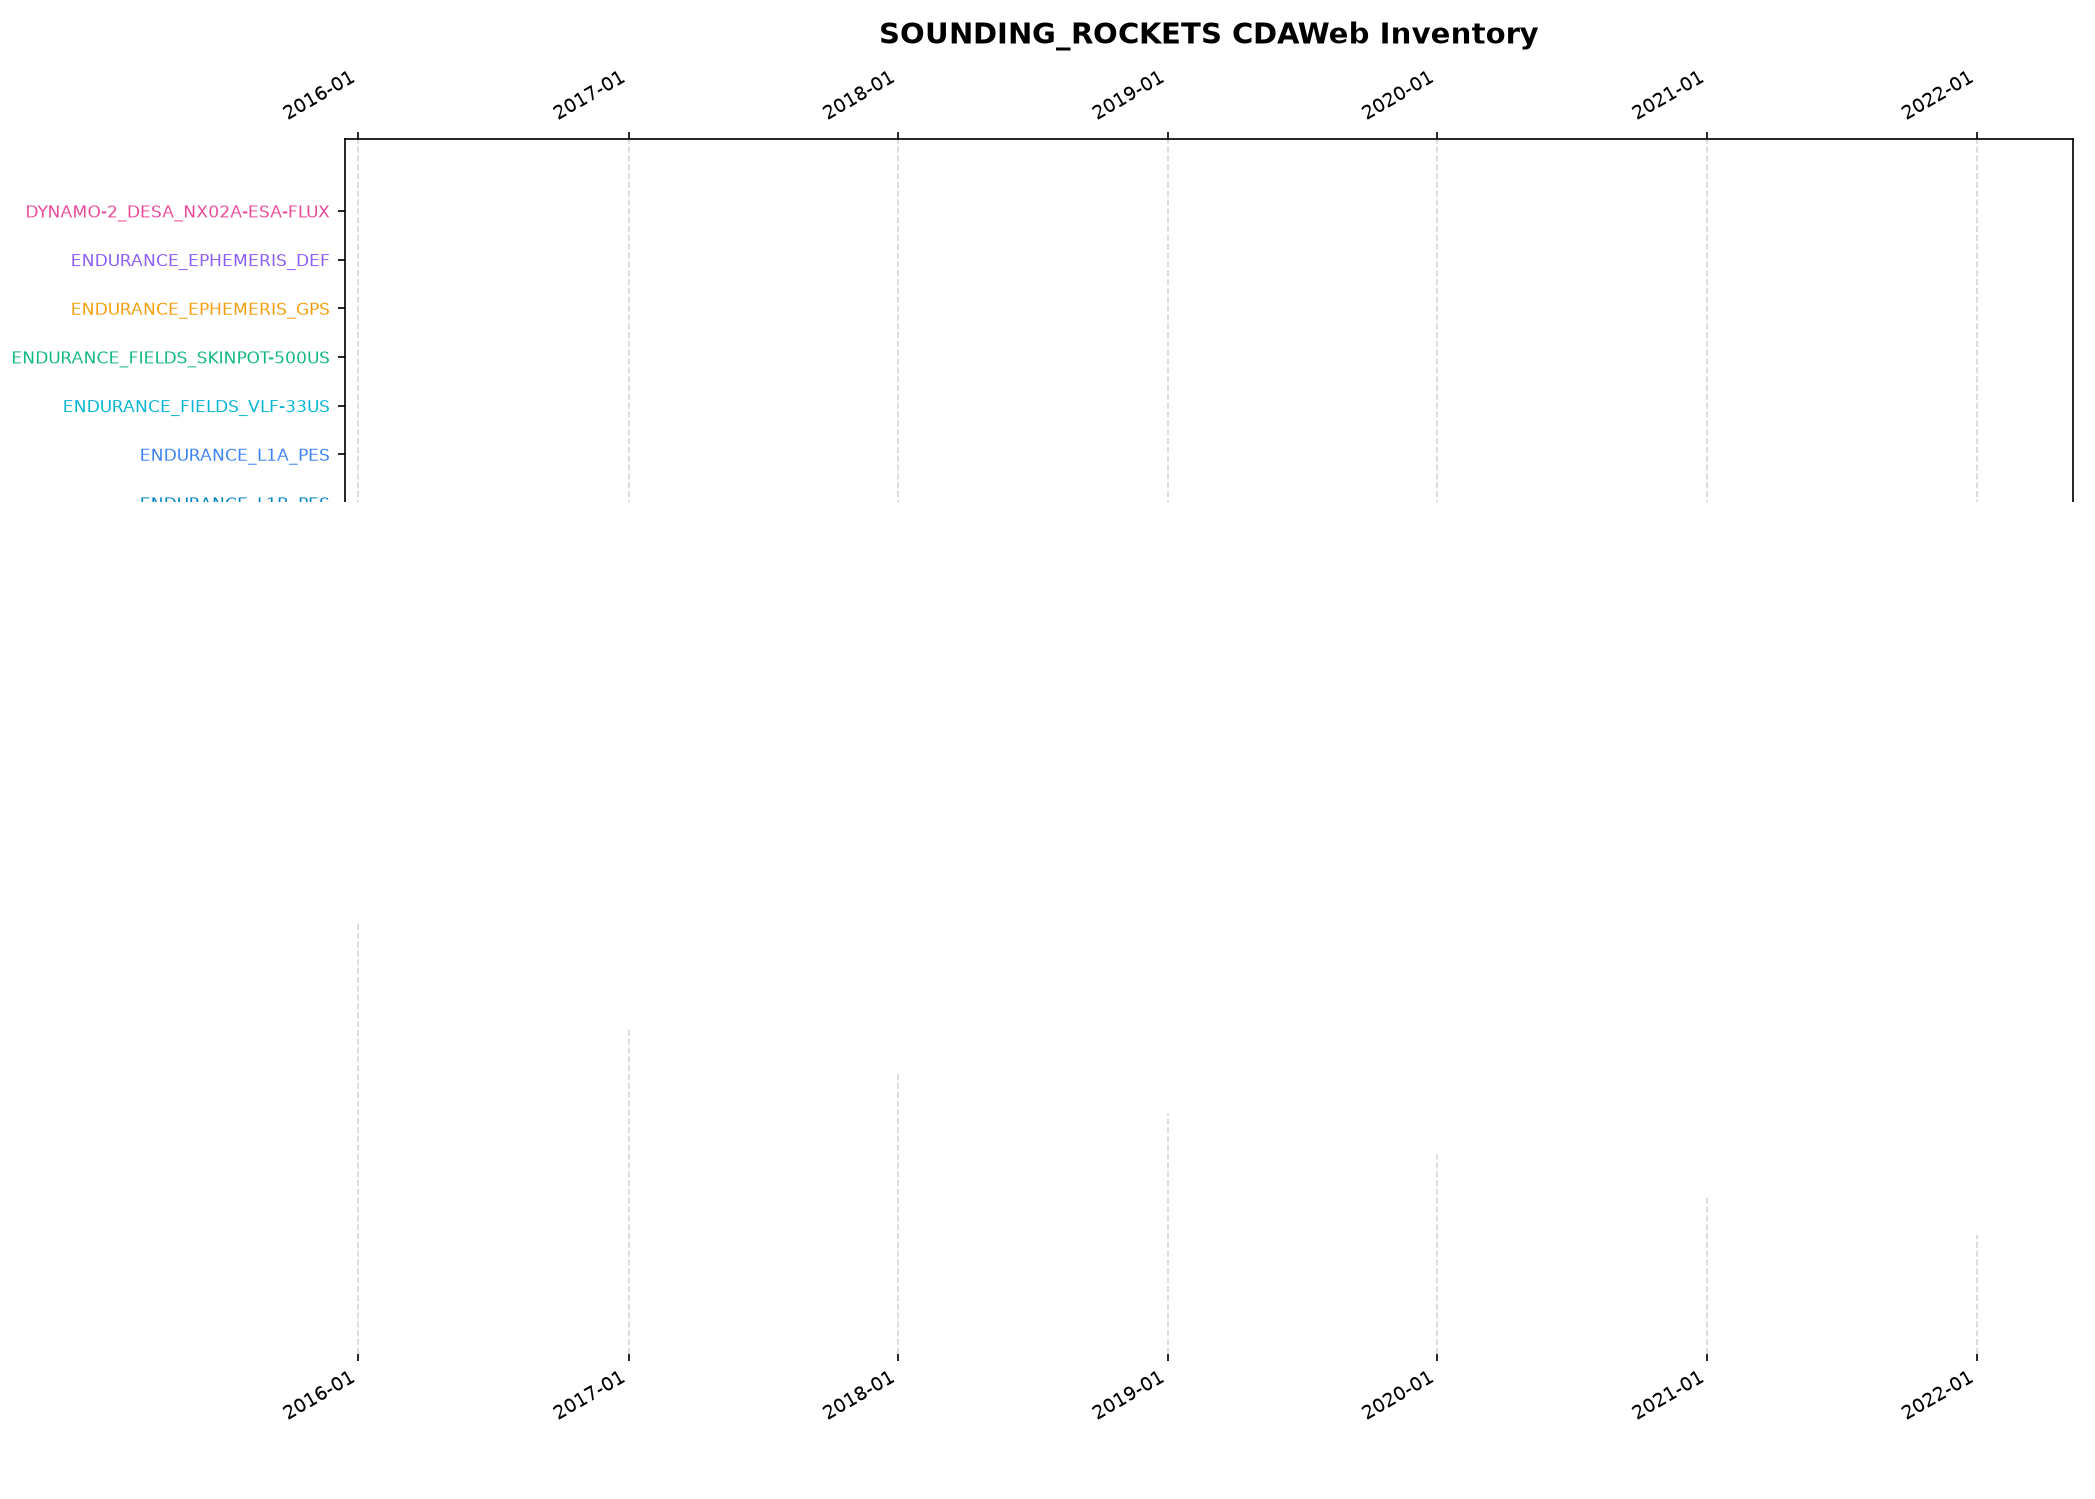 SOUNDING_ROCKETS CDAWeb Inventory
2016-01 2017-01 2018-01 2019-01 2020-01 2021-01 2022-01
DYNAMO-2_DESA_NX02A-ESA-FLUX
ENDURANCE_EPHEMERIS_DEF
ENDURANCE_EPHEMERIS_GPS
ENDURANCE_FIELDS_SKINPOT-500US
ENDURANCE_FIELDS_VLF-33US
ENDURANCE_L1A_PES
2016-01 2017-01 2018-01 2019-01 2020-01 2021-01 2022-01